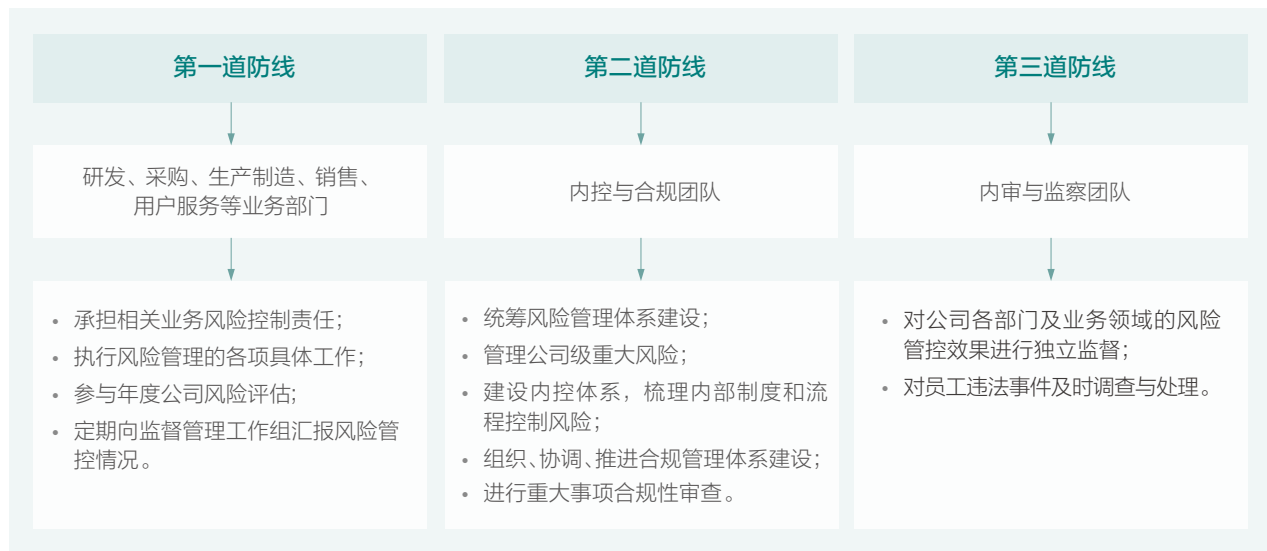 第一道防线
研发、采购、生产制造、销售、
用户服务等业务部门
• 承担相关业务风险控制责任；
• 执行风险管理的各项具体工作；
• 参与年度公司风险评估；
• 定期向监督管理工作组汇报风险管
控情况。
第二道防线
内控与合规团队
• 统筹风险管理体系建设；
• 管理公司级重大风险；
• 建设内控体系，梳理内部制度和流
程控制风险；
• 组织、协调、推进合规管理体系建设；
• 进行重大事项合规性审查。
第三道防线
内审与监察团队
• 对公司各部门及业务领域的风险
管控效果进行独立监督；
• 对员工违法事件及时调查与处理。